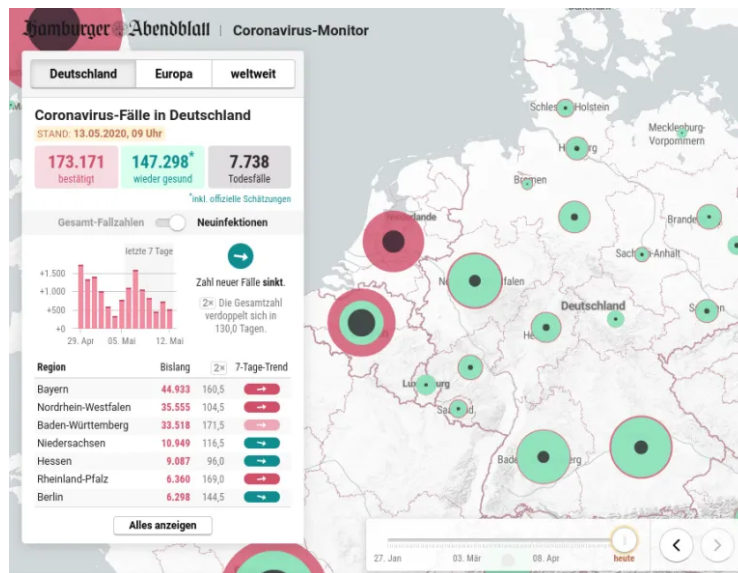 Hamburger Abendblatt | Coronavirus-Monitor
Deutschland Europa weltweit
Coronavirus-Fälle in Deutschland
STAND: 13.05.2020, 09 Uhr
173.171 147.298* 7.738
bestätigt wieder gesund Todesfälle
*inkl. offizielle Schätzungen
Gesamt-Fallzahlen Neuinfektionen
letzte 7 Tage
+1.500
+1.000
+500
+0
29. Apr 05. Mai 12. Mai
Zahl neuer Fälle sinkt.
2× Die Gesamtzahl
verdoppelt sich in
130,0 Tagen.
Region Bislang 2× 7-Tage-Trend
Bayern 44.933 160,5
Nordrhein-Westfalen 35.555 104,5
Baden-Württemberg 33.518 171,5
Niedersachsen 10.949 116,5
Hessen 9.087 96,0
Rheinland-Pfalz 6.360 169,0
Berlin 6.298 144,5
Alles anzeigen
Holstein
Mecklenburg-
Vorpommern
Bremen
Niederlande
Brande
Sachsen-Anhalt
Deutschland
Luxemburg
27. Jan 03. Mär 08. Apr heute